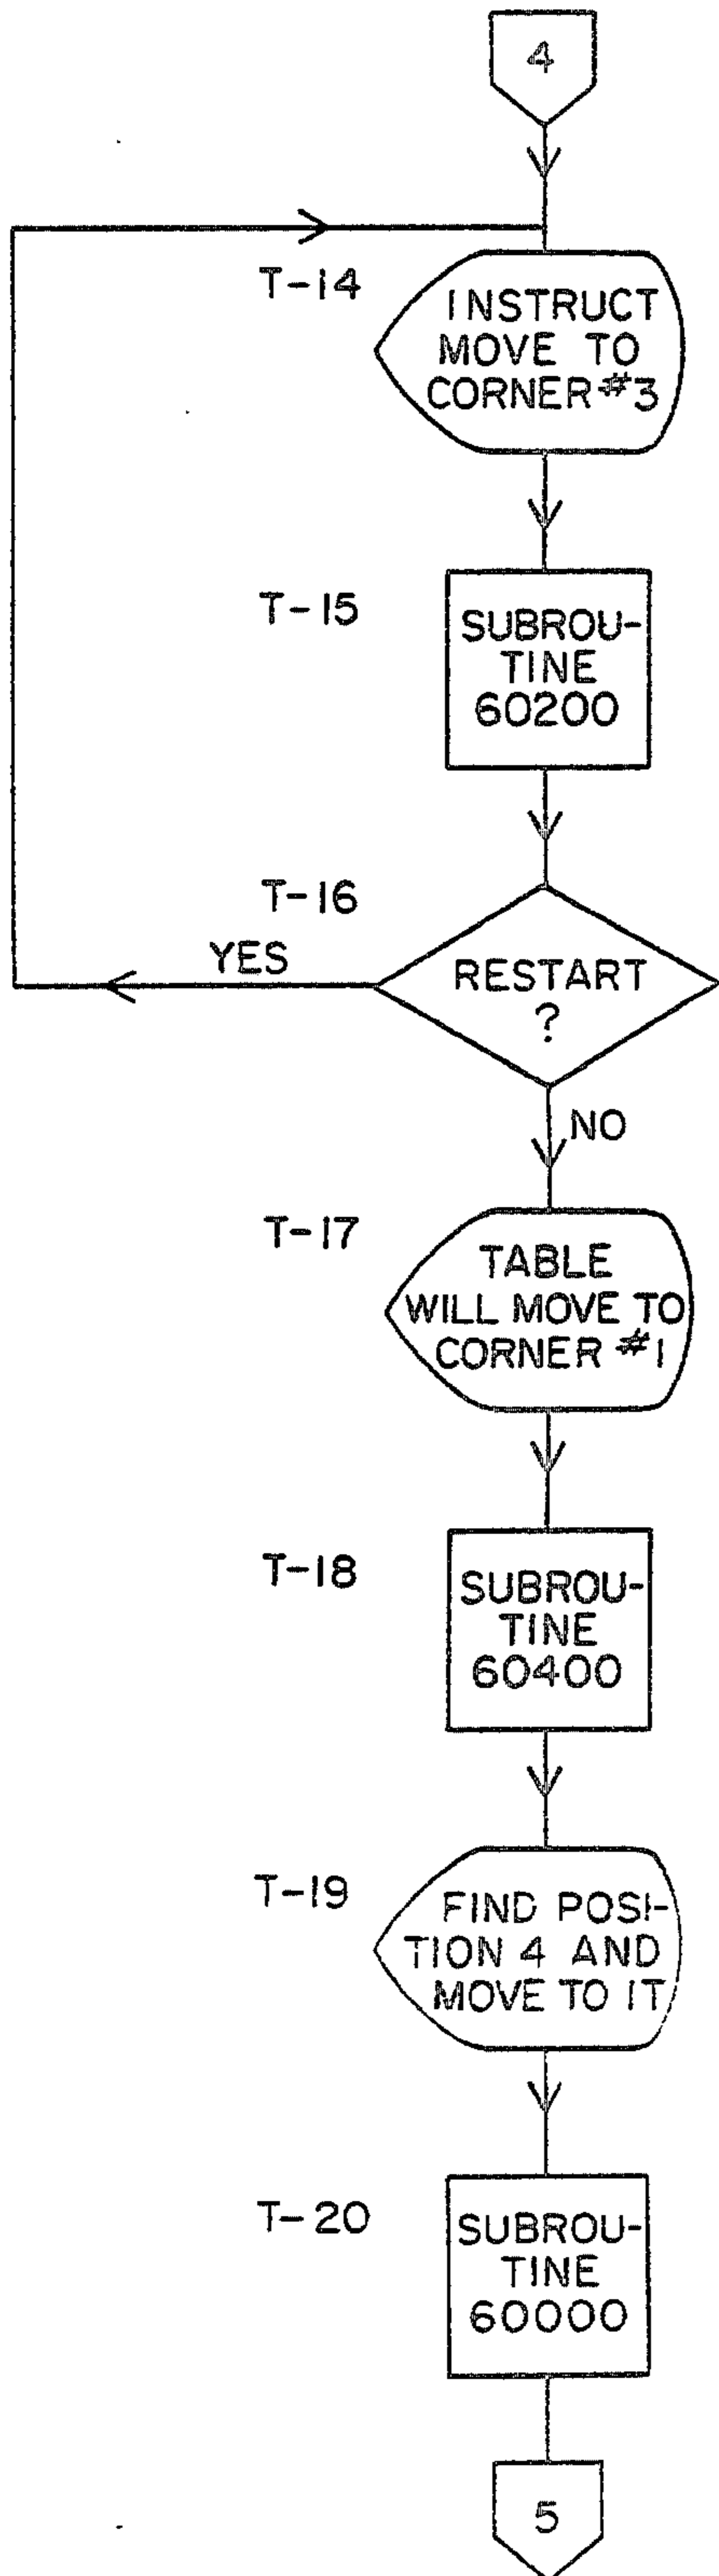 4
T-14
INSTRUCT
MOVE TO
CORNER #3
T-15
SUBROU-
TINE
60200
T-16
YES
RESTART
?
NO
T-17
TABLE
WILL MOVE TO
CORNER #1
T-18
SUBROU-
TINE
60400
T-19
FIND POSI-
TION 4 AND
MOVE TO IT
T-20
SUBROU-
TINE
60000
5